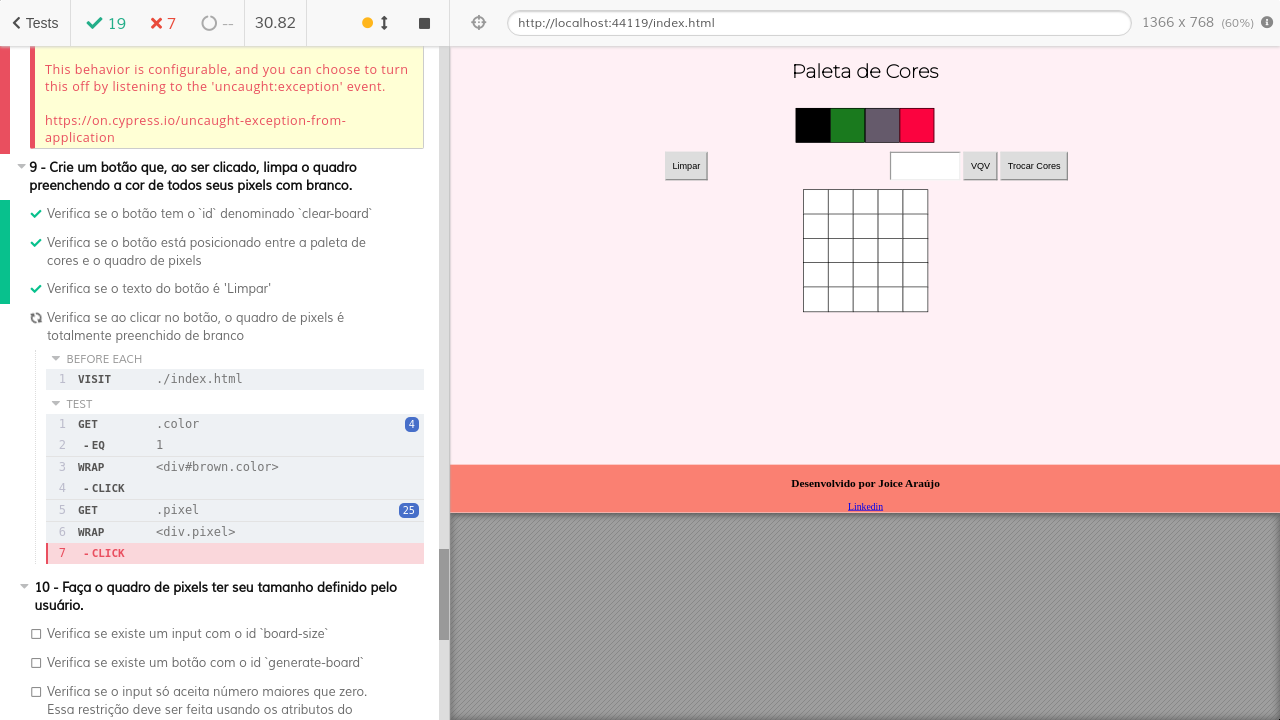 Tests
19
7
--
30.82
http://localhost:44119/index.html
1366 x 768 (60%)
This behavior is configurable, and you can choose to turn
this off by listening to the 'uncaught:exception' event.
https://on.cypress.io/uncaught-exception-from-
application
9 - Crie um botão que, ao ser clicado, limpa o quadro
preenchendo a cor de todos seus pixels com branco.
Verifica se o botão tem o `id` denominado `clear-board`
Verifica se o botão está posicionado entre a paleta de
cores e o quadro de pixels
Verifica se o texto do botão é 'Limpar'
Verifica se ao clicar no botão, o quadro de pixels é
totalmente preenchido de branco
BEFORE EACH
1 VISIT ./index.html
TEST
1 GET .color 4
2 - EQ 1
3 WRAP <div#brown.color>
4 - CLICK
5 GET .pixel 25
6 WRAP <div.pixel>
7 - CLICK
10 - Faça o quadro de pixels ter seu tamanho definido pelo
usuário.
Verifica se existe um input com o id `board-size`
Verifica se existe um botão com o id `generate-board`
Verifica se o input só aceita número maiores que zero.
Essa restrição deve ser feita usando os atributos do
Paleta de Cores
Limpar
VQV
Trocar Cores
Desenvolvido por Joice Araújo
Linkedin